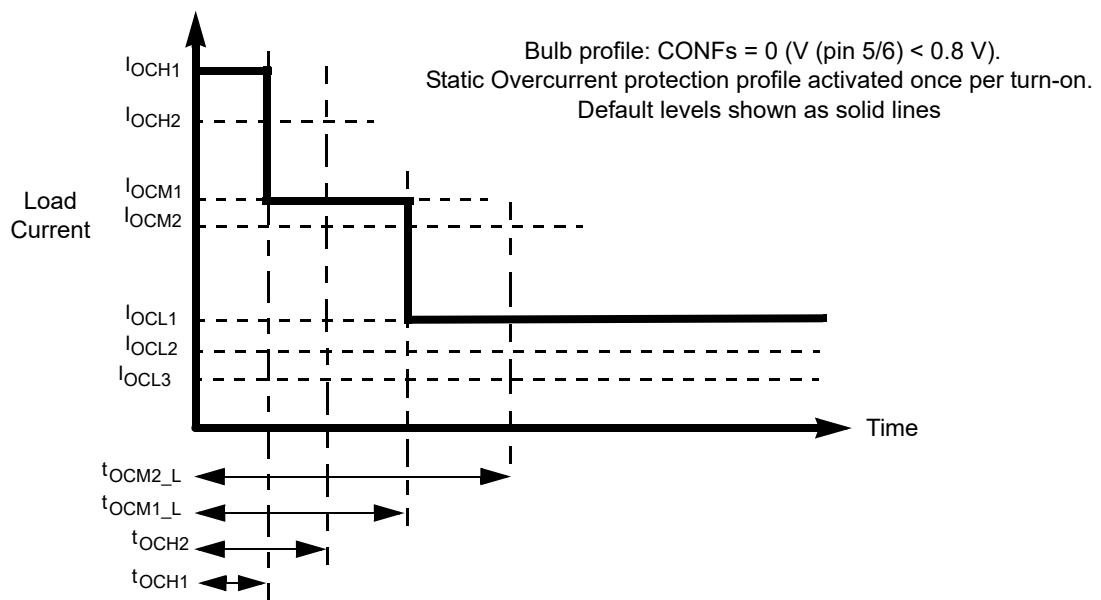 Bulb profile: CONFs = 0 (V (pin 5/6) < 0.8 V).
Static Overcurrent protection profile activated once per turn-on.
Default levels shown as solid lines
Load
Current
IOCH1
IOCH2
IOCM1
IOCM2
IOCL1
IOCL2
IOCL3
Time
tOCM2_L
tOCM1_L
tOCH2
tOCH1